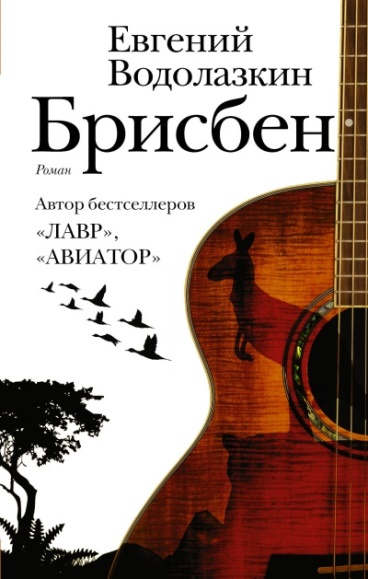 Евгений
Водолазкин
Брисбен
Роман
Автор бестселлеров
«ЛАВР»,
«АВИАТОР»